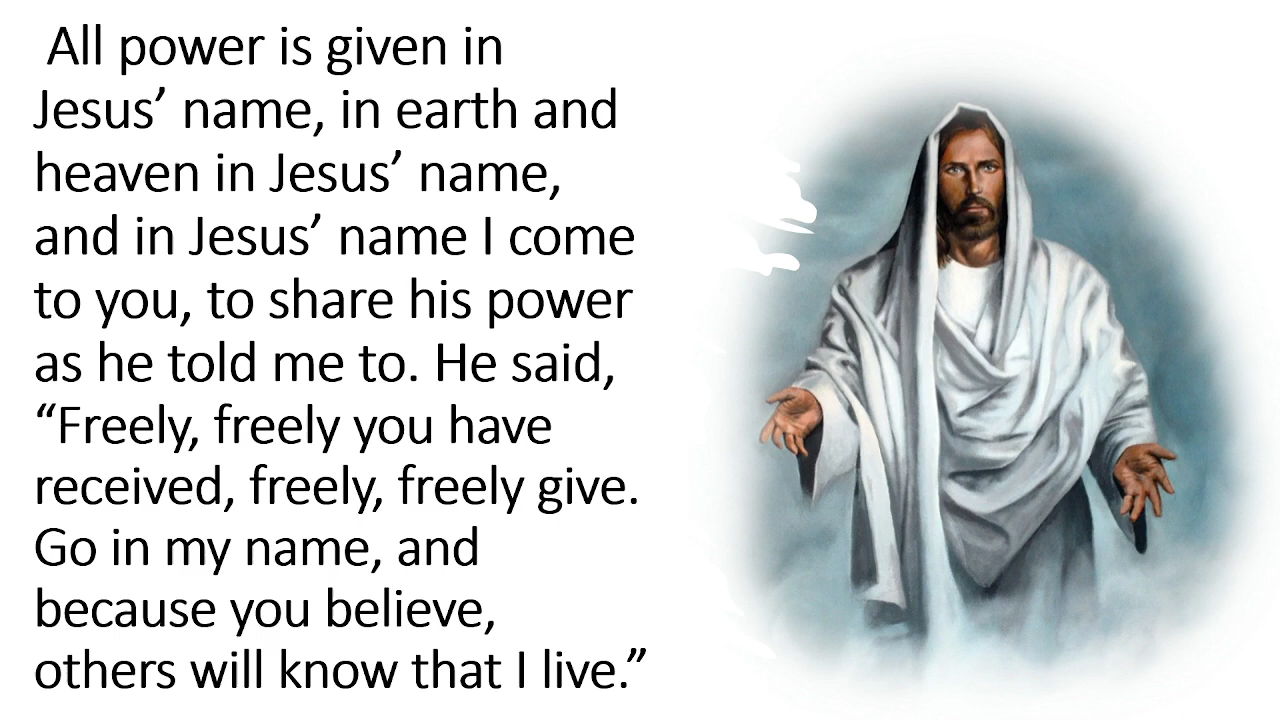 All power is given in
Jesus’ name, in earth and
heaven in Jesus’ name,
and in Jesus’ name I come
to you, to share his power
as he told me to. He said,
“Freely, freely you have
received, freely, freely give.
Go in my name, and
because you believe,
others will know that I live.”